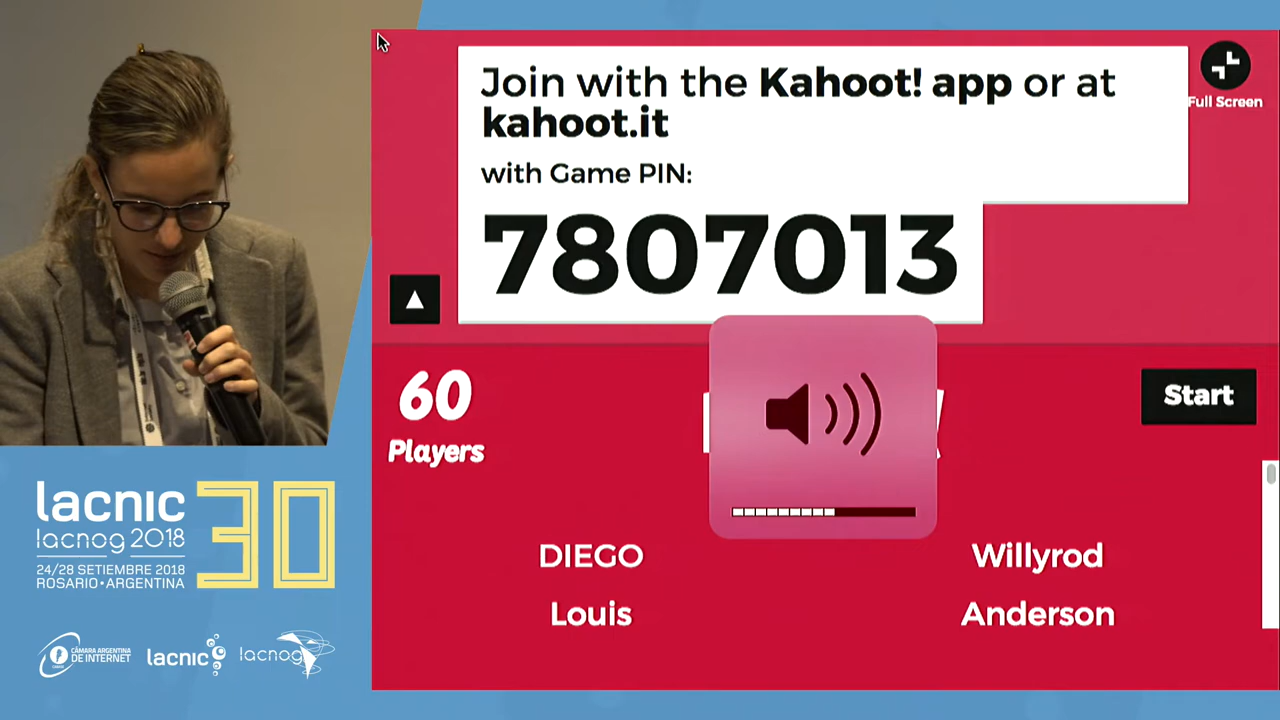 Join with the Kahoot! app or at
kahoot.it
Full Screen
with Game PIN:
7807013
▲
60
Players
Start
DIEGO
Willyrod
Louis
Anderson
lacnic 30
lacnog 2018
24/28 SETIEMBRE 2018
ROSARIO•ARGENTINA
CÁMARA ARGENTINA
DE INTERNET
lacnic
lacnog